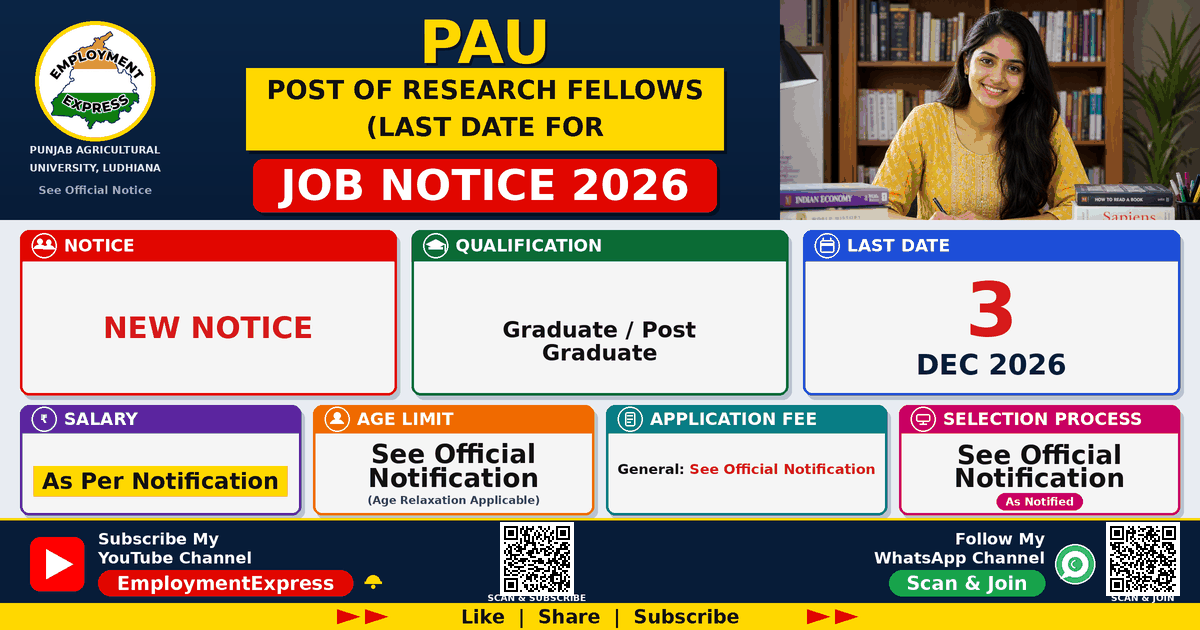 EMPLOYMENT
EXPRESS
PUNJAB AGRICULTURAL
UNIVERSITY, LUDHIANA
See Official Notice
PAU
POST OF RESEARCH FELLOWS
(LAST DATE FOR
JOB NOTICE 2026
INDIAN ECONOMY
WORLD HISTORY
HOW TO READ A BOOK
Sapiens
NOTICE
NEW NOTICE
QUALIFICATION
Graduate / Post
Graduate
LAST DATE
3
DEC 2026
₹ SALARY
As Per Notification
AGE LIMIT
See Official
Notification
(Age Relaxation Applicable)
APPLICATION FEE
General: See Official Notification
SELECTION PROCESS
See Official
Notification
As Notified
Subscribe My
YouTube Channel
EmploymentExpress
SCAN & SUBSCRIBE
Follow My
WhatsApp Channel
Scan & Join
SCAN & JOIN
Like | Share | Subscribe